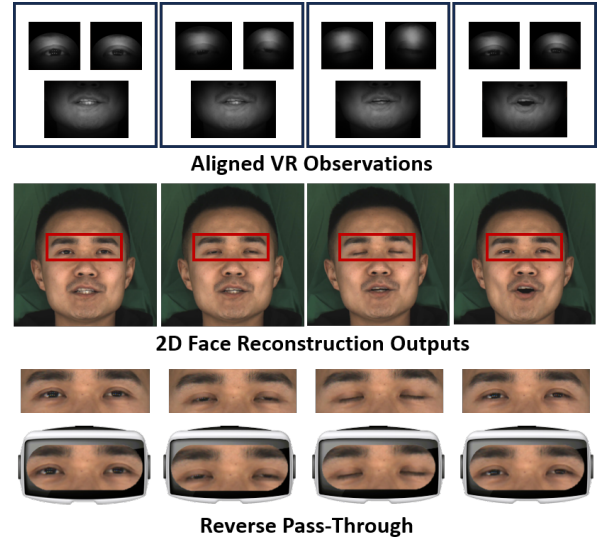 Aligned VR Observations
2D Face Reconstruction Outputs
Reverse Pass-Through